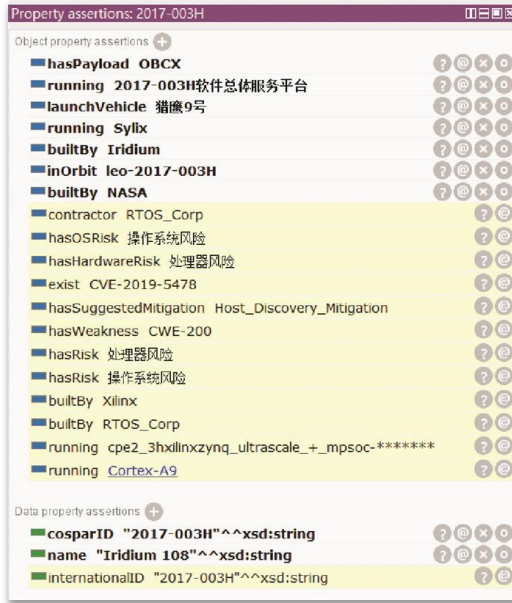 Property assertions: 2017-003H
Object property assertions
hasPayload OBCX
running 2017-003H软件总体服务平台
launchVehicle 猎鹰9号
running Sylix
builtBy Iridium
inOrbit leo-2017-003H
builtBy NASA
contractor RTOS_Corp
hasOSRisk 操作系统风险
hasHardwareRisk 处理器风险
exist CVE-2019-5478
hasSuggestedMitigation Host_Discovery_Mitigation
hasWeakness CWE-200
hasRisk 处理器风险
hasRisk 操作系统风险
builtBy Xilinx
builtBy RTOS_Corp
running cpe2_3hxilinxzynq_ultrascale_+_mpsoc-*******
running Cortex-A9
Data property assertions
cosparID "2017-003H"^^xsd:string
name "Iridium 108"^^xsd:string
internationalID "2017-003H"^^xsd:string